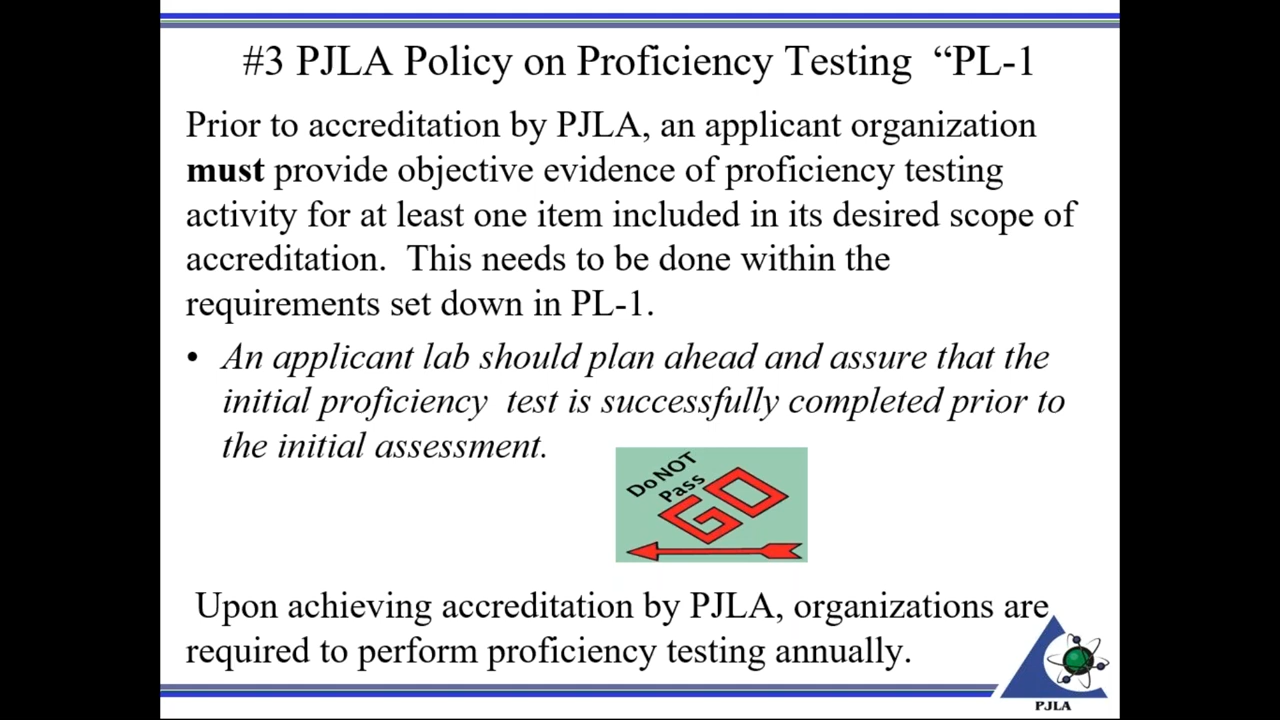 #3 PJLA Policy on Proficiency Testing “PL-1
Prior to accreditation by PJLA, an applicant organization
must provide objective evidence of proficiency testing
activity for at least one item included in its desired scope of
accreditation. This needs to be done within the
requirements set down in PL-1.
• An applicant lab should plan ahead and assure that the
initial proficiency test is successfully completed prior to
the initial assessment.
Do NOT
Pass
GO
Upon achieving accreditation by PJLA, organizations are
required to perform proficiency testing annually.
PJLA